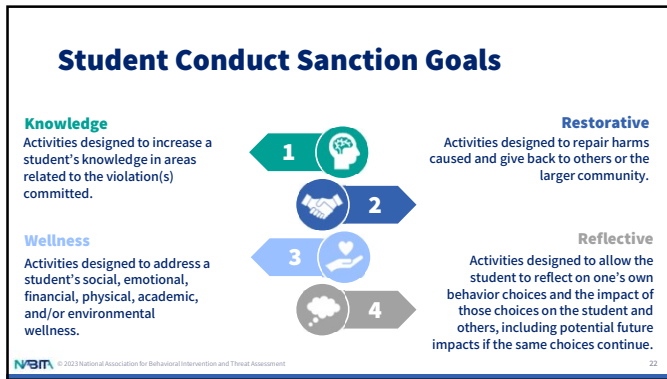 Student Conduct Sanction Goals
Knowledge
Activities designed to increase a
student's knowledge in areas
related to the violation(s)
committed.
1
Restorative
Activities designed to repair harms
caused and give back to others or the
larger community.
2
Wellness
Activities designed to address a
student's social, emotional,
financial, physical, academic,
and/or environmental
wellness.
3
Reflective
Activities designed to allow the
student to reflect on one's own
behavior choices and the impact of
those choices on the student and
others, including potential future
impacts if the same choices continue.
4
NABITA © 2023 National Association for Behavioral Intervention and Threat Assessment
22